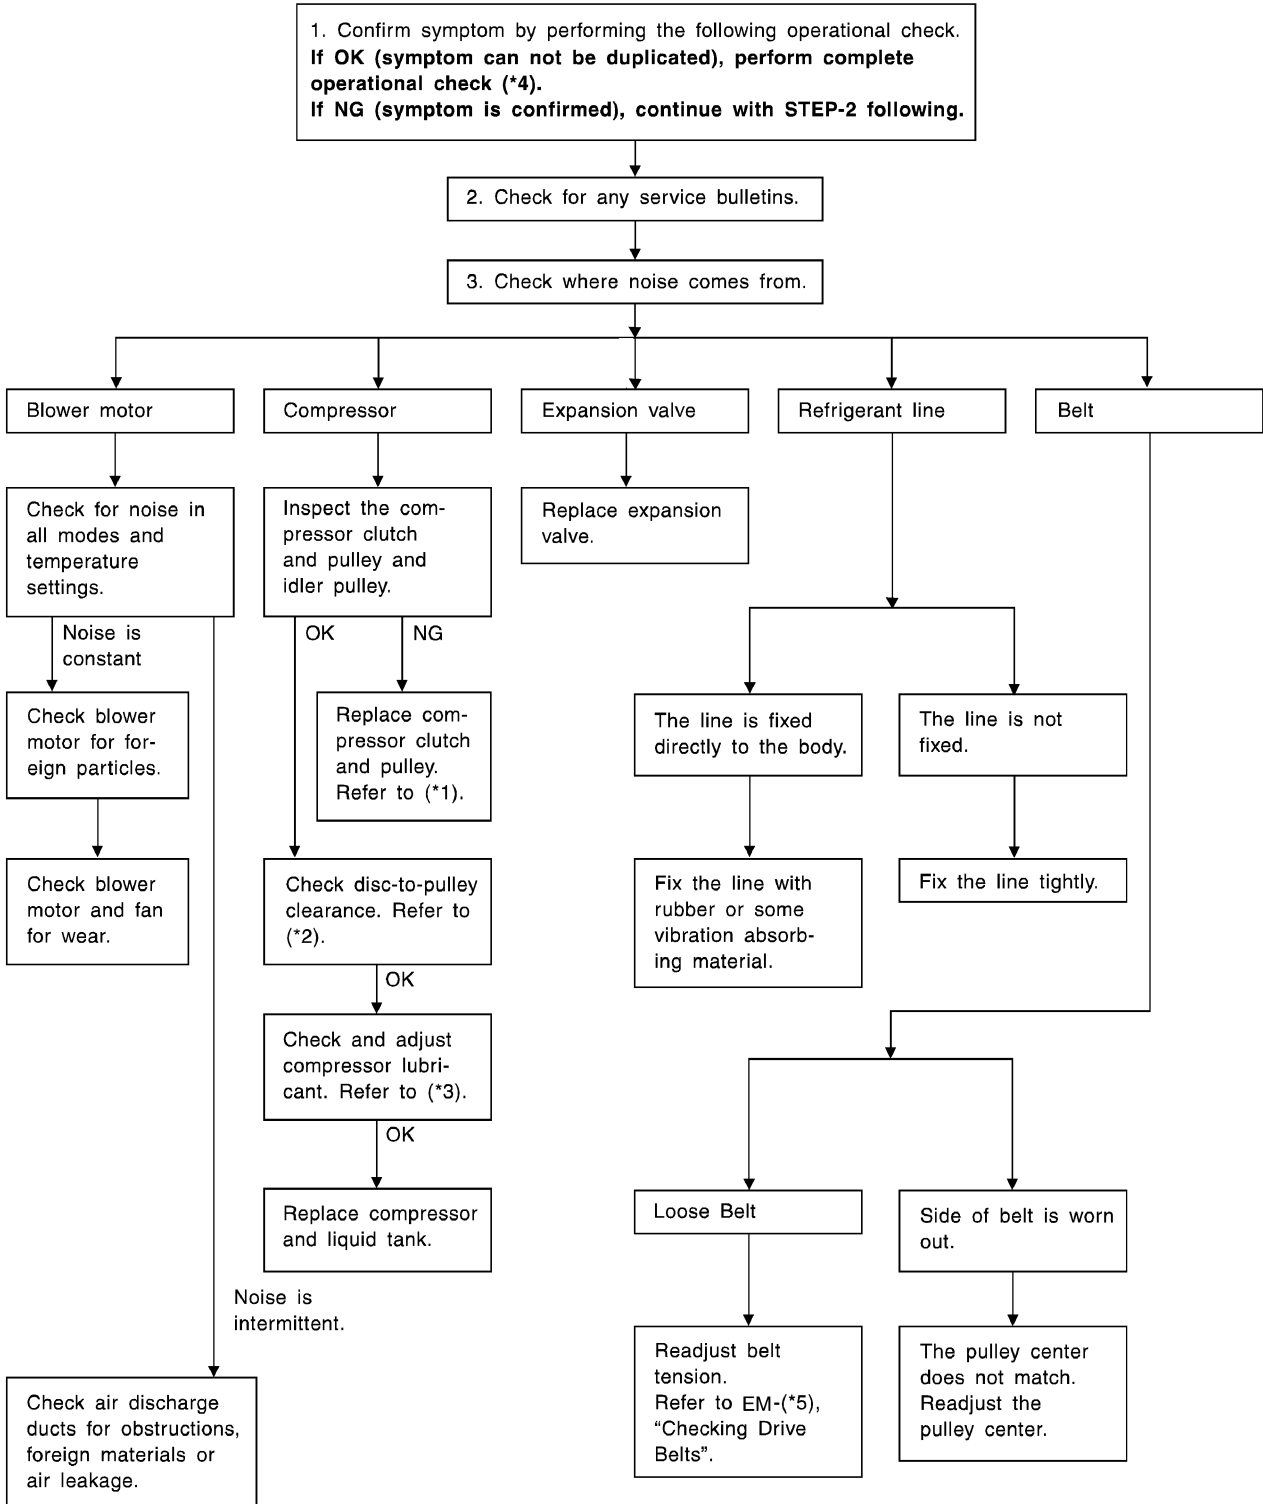 1. Confirm symptom by performing the following operational check.
If OK (symptom can not be duplicated), perform complete
operational check (*4).
If NG (symptom is confirmed), continue with STEP-2 following.
2. Check for any service bulletins.
3. Check where noise comes from.
Blower motor
Compressor
Expansion valve
Refrigerant line
Belt
Check for noise in
all modes and
temperature
settings.
Inspect the com-
pressor clutch
and pulley and
idler pulley.
Replace expansion
valve.
Noise is
constant
OK
NG
Check blower
motor for for-
eign particles.
Replace com-
pressor clutch
and pulley.
Refer to (*1).
The line is fixed
directly to the body.
The line is not
fixed.
Check blower
motor and fan
for wear.
Check disc-to-pulley
clearance. Refer to
(*2).
Fix the line with
rubber or some
vibration absorb-
ing material.
Fix the line tightly.
OK
Check and adjust
compressor lubri-
cant. Refer to (*3).
OK
Replace compressor
and liquid tank.
Loose Belt
Side of belt is worn
out.
Noise is
intermittent.
Readjust belt
tension.
Refer to EM-(*5),
“Checking Drive
Belts”.
The pulley center
does not match.
Readjust the
pulley center.
Check air discharge
ducts for obstructions,
foreign materials or
air leakage.